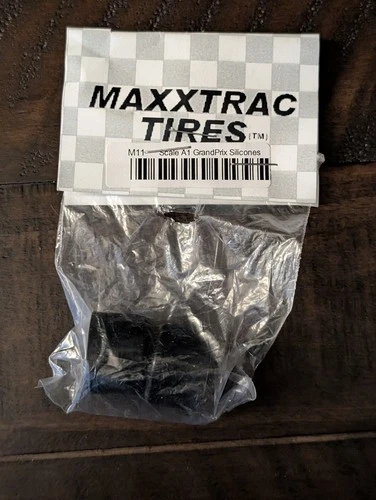 MAXXTRAC
TIRES (TM)
M11 Scale A1 GrandPrix Silicones